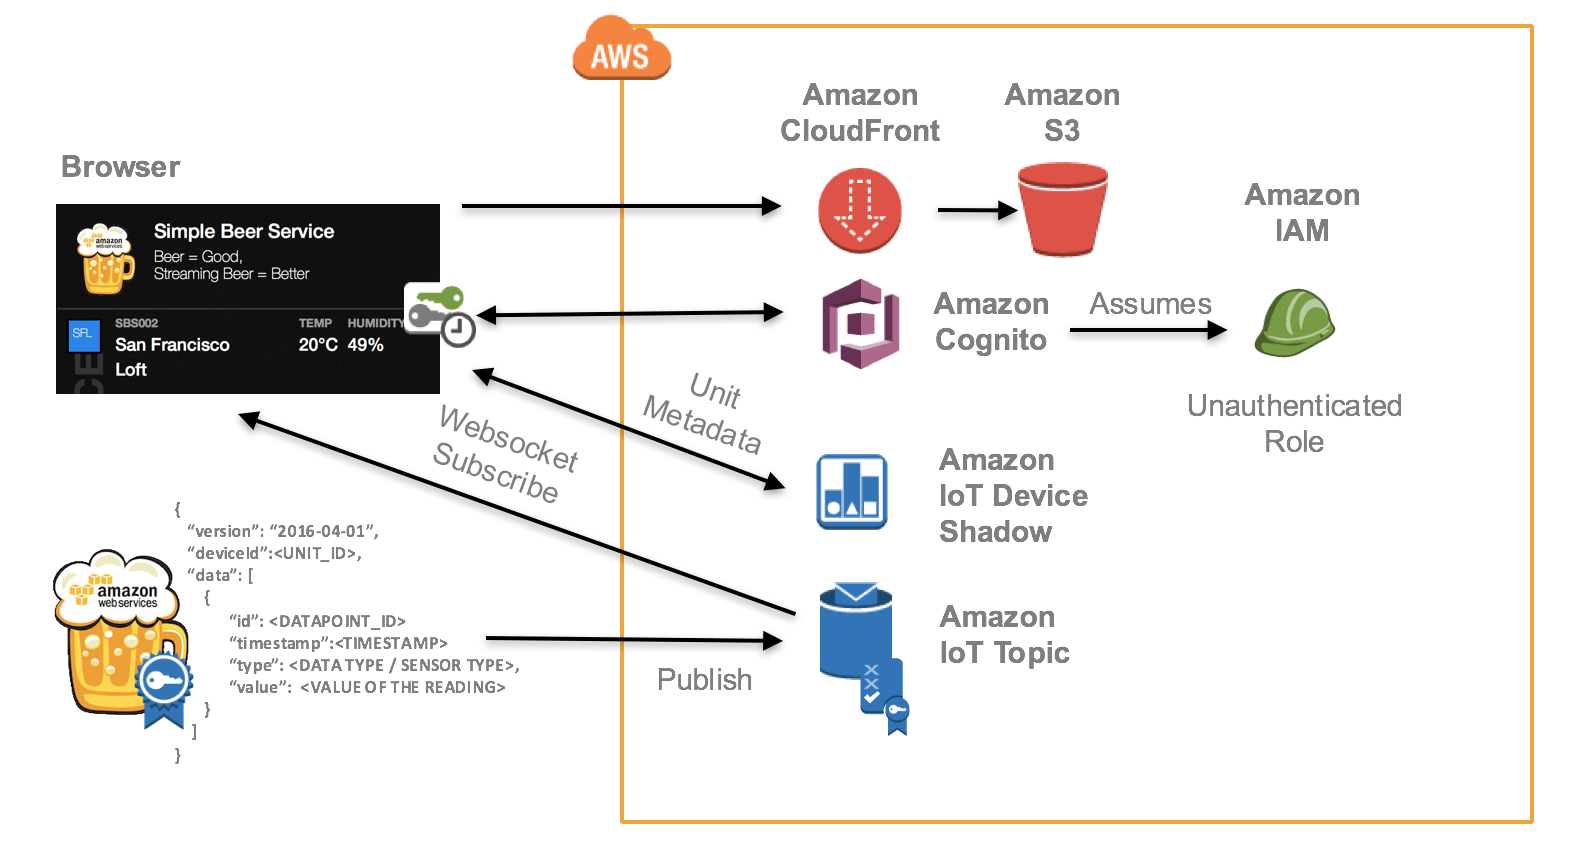 AWS
Amazon
CloudFront
Amazon
S3
Browser
amazon
webservices
Simple Beer Service
Beer = Good,
Streaming Beer = Better
SFL
SBS002
TEMP HUMIDITY
San Francisco
Loft
20°C 49%
CE
Amazon
IAM
Amazon
Cognito
Assumes
Unauthenticated
Role
Unit
Metadata
Websocket
Subscribe
Amazon
IoT Device
Shadow
{
“version”: “2016-04-01”,
“deviceId”:<UNIT_ID>,
“data”: [
{
“id”: <DATAPOINT_ID>
“timestamp”:<TIMESTAMP>
“type”: <DATA TYPE / SENSOR TYPE>,
“value”: <VALUE OF THE READING>
}
]
}
amazon
webservices
Publish
Amazon
IoT Topic